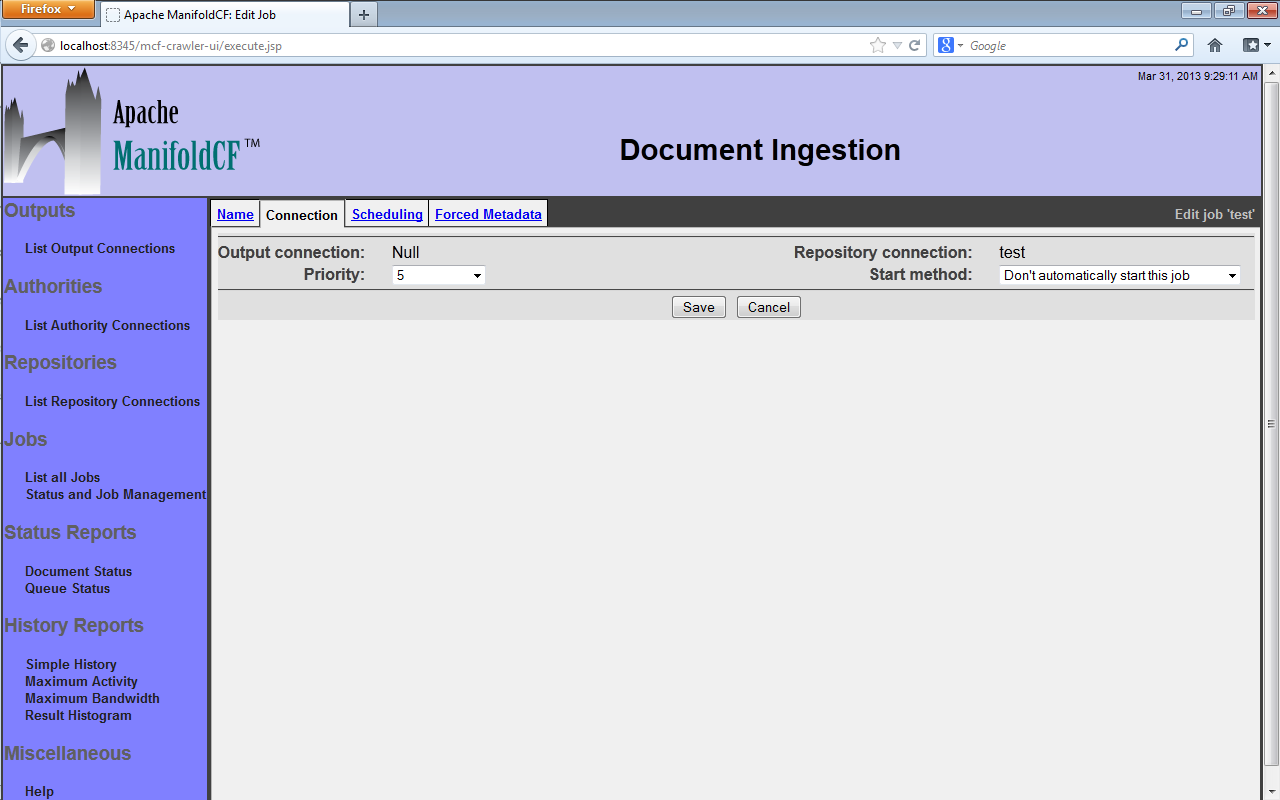 Firefox
Apache ManifoldCF: Edit Job
localhost:8345/mcf-crawler-ui/execute.jsp
Google
Mar 31, 2013 9:29:11 AM
Apache
ManifoldCF™
Document Ingestion
Outputs
List Output Connections
Authorities
List Authority Connections
Repositories
List Repository Connections
Jobs
List all Jobs
Status and Job Management
Status Reports
Document Status
Queue Status
History Reports
Simple History
Maximum Activity
Maximum Bandwidth
Result Histogram
Miscellaneous
Help
Name Connection Scheduling Forced Metadata Edit job 'test'
Output connection: Null Repository connection: test
Priority: 5 Start method: Don't automatically start this job
Save Cancel